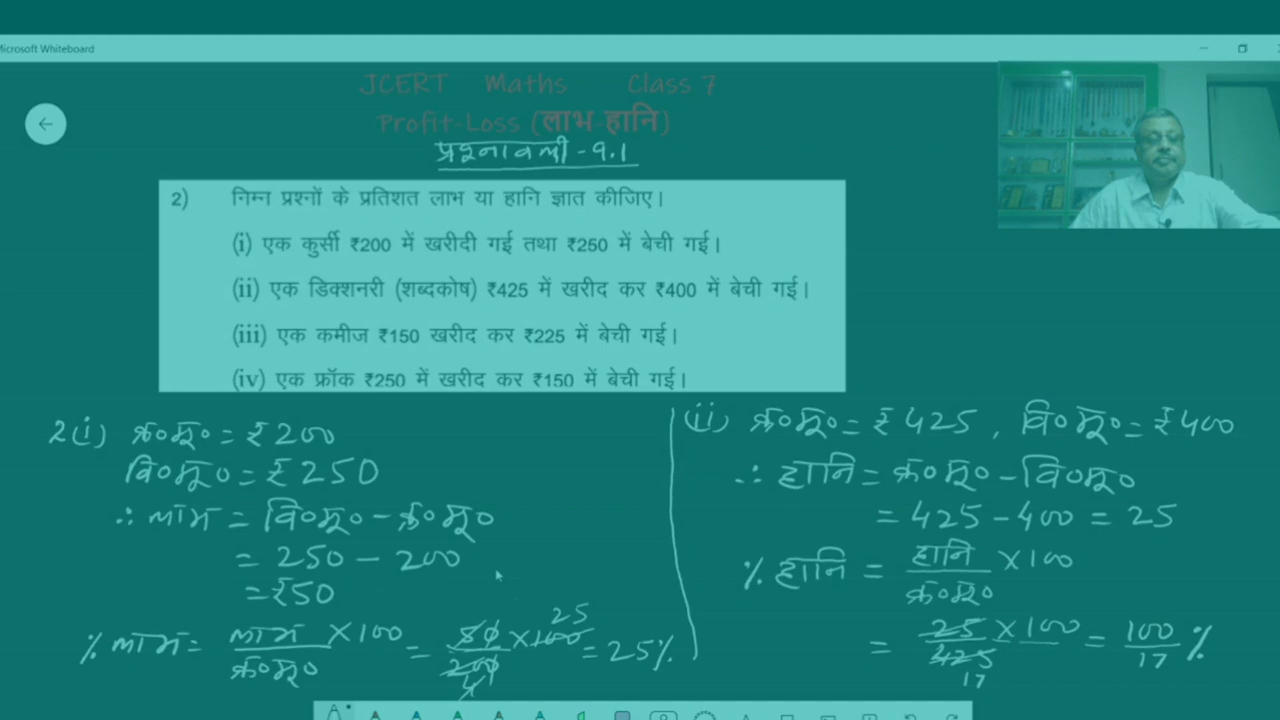 Microsoft Whiteboard
JCERT Maths Class 7
Profit-Loss (लाभ-हानि)
प्रश्नावली - 9.1
2) निम्न प्रश्नों के प्रतिशत लाभ या हानि ज्ञात कीजिए।
(i) एक कुर्सी ₹200 में खरीदी गई तथा ₹250 में बेची गई।
(ii) एक डिक्शनरी (शब्दकोष) ₹425 में खरीद कर ₹400 में बेची गई।
(iii) एक कमीज ₹150 खरीद कर ₹225 में बेची गई।
(iv) एक फ्रॉक ₹250 में खरीद कर ₹150 में बेची गई।
2(i) क्र०मू० = ₹200
वि०मू० = ₹250
∴ लाभ = वि०मू० - क्र०मू०
= 250 - 200
= ₹50
% लाभ = लाभ/क्र०मू० × 100 = 50/200 × 100 = 25%
25
4
(ii) क्र०मू० = ₹425, वि०मू० = ₹400
∴ हानि = क्र०मू० - वि०मू०
= 425 - 400 = 25
% हानि = हानि/क्र०मू० × 100
= 25/425 × 100 = 100/17 %
17